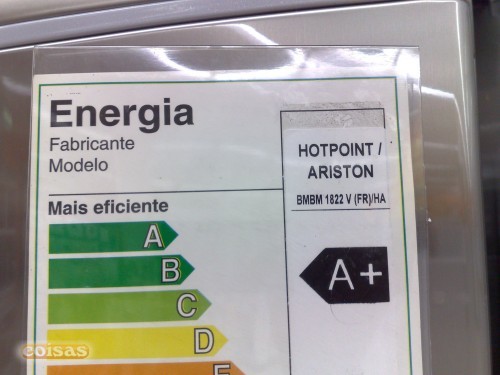 Energia
Fabricante
Modelo
HOTPOINT /
ARISTON
BMBM 1822 V (FR)/HA
Mais eficiente
A
B
C
D
E
A+
coisas